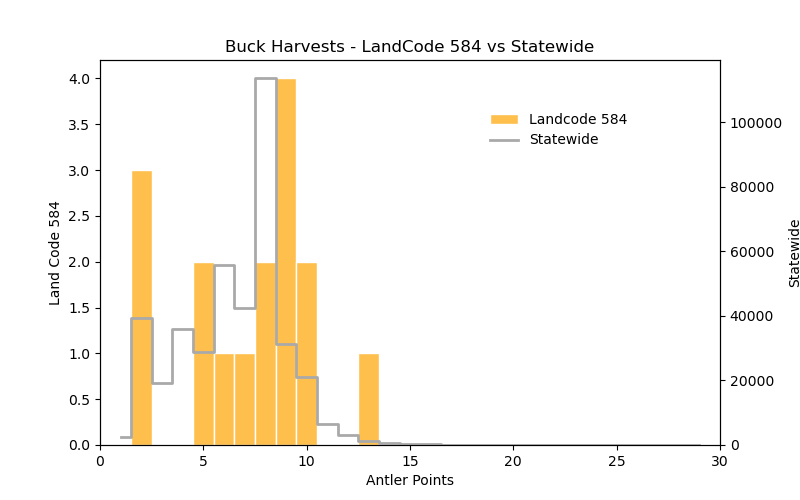 Buck Harvests - LandCode 584 vs Statewide
Landcode 584
Statewide
Land Code 584
4.0
3.5
3.0
2.5
2.0
1.5
1.0
0.5
0.0
100000
80000
60000
40000
20000
0
Statewide
0 5 10 15 20 25 30
Antler Points